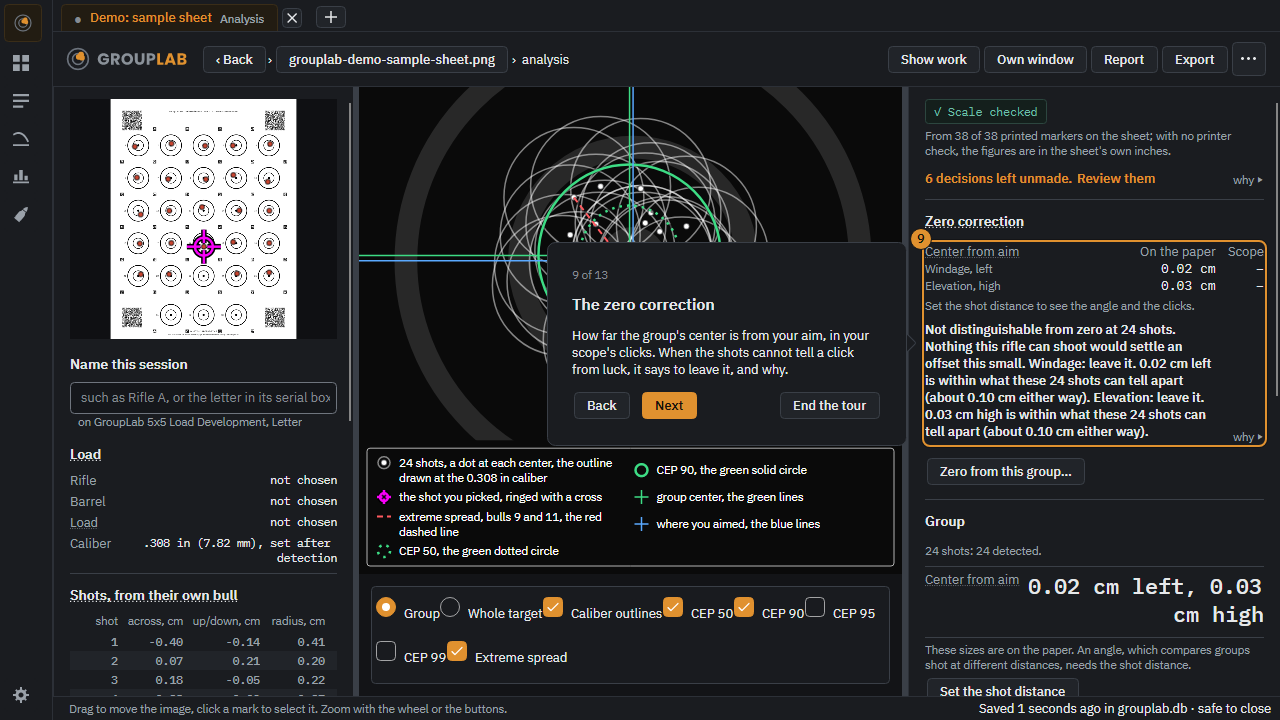 Demo: sample sheet Analysis
GROUPLAB
‹ Back › grouplab-demo-sample-sheet.png › analysis
Show work Own window Report Export ...
Name this session
such as Rifle A, or the letter in its serial box
on GroupLab 5x5 Load Development, Letter
Load
Rifle not chosen
Barrel not chosen
Load not chosen
Caliber .308 in (7.82 mm), set after
detection
Shots, from their own bull
shot across, cm up/down, cm radius, cm
1 -0.40 -0.14 0.41
2 0.07 0.21 0.20
3 0.18 -0.05 0.22
9 of 13
The zero correction
How far the group's center is from your aim, in your
scope's clicks. When the shots cannot tell a click
from luck, it says to leave it, and why.
Back Next End the tour
24 shots, a dot at each center, the outline
drawn at the 0.308 in caliber
the shot you picked, ringed with a cross
extreme spread, bulls 9 and 11, the red
dashed line
CEP 50, the green dotted circle
CEP 90, the green solid circle
group center, the green lines
where you aimed, the blue lines
Group Whole target Caliber outlines CEP 50 CEP 90 CEP 95
CEP 99 Extreme spread
√ Scale checked
From 38 of 38 printed markers on the sheet; with no printer
check, the figures are in the sheet's own inches.
6 decisions left unmade. Review them why ▸
Zero correction
9
Center from aim On the paper Scope
Windage, left 0.02 cm –
Elevation, high 0.03 cm –
Set the shot distance to see the angle and the clicks.
Not distinguishable from zero at 24 shots.
Nothing this rifle can shoot would settle an
offset this small. Windage: leave it. 0.02 cm left
is within what these 24 shots can tell apart
(about 0.10 cm either way). Elevation: leave it.
0.03 cm high is within what these 24 shots can
tell apart (about 0.10 cm either way).
why ▸
Zero from this group...
Group
24 shots: 24 detected.
Center from aim 0.02 cm left, 0.03
cm high
These sizes are on the paper. An angle, which compares groups
shot at different distances, needs the shot distance.
Set the shot distance
Drag to move the image, click a mark to select it. Zoom with the wheel or the buttons.
Saved 1 seconds ago in grouplab.db · safe to close